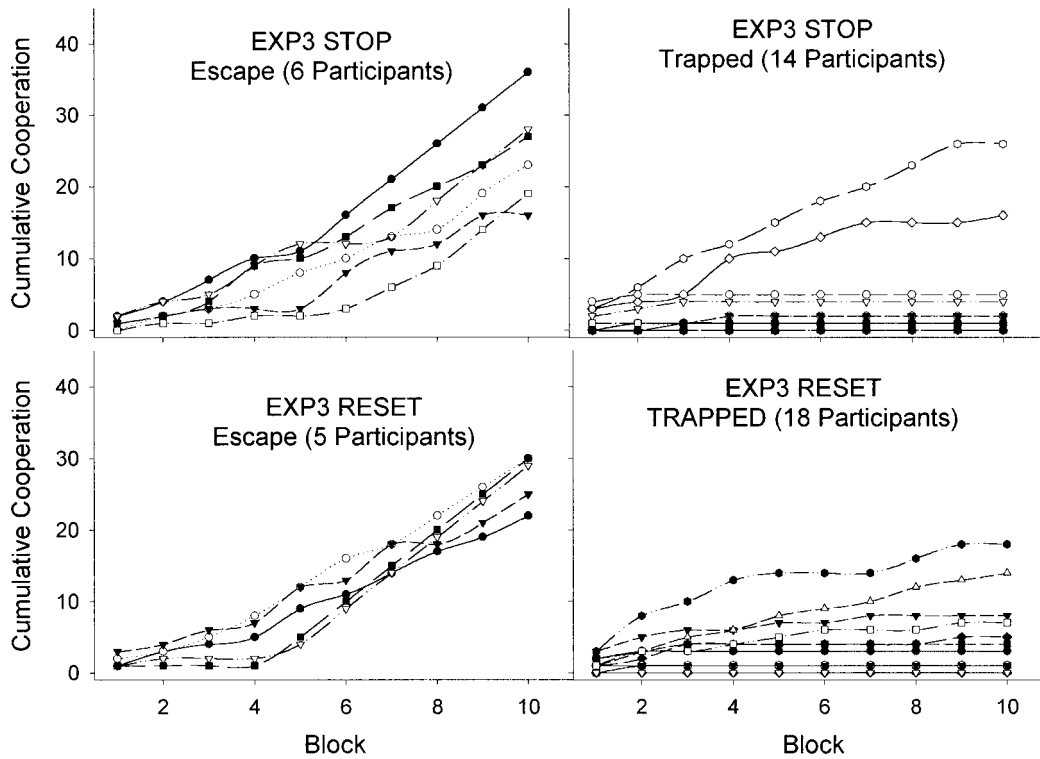 EXP3 STOP
Escape (6 Participants)
EXP3 STOP
Trapped (14 Participants)
Cumulative Cooperation
40
30
20
10
0
EXP3 RESET
Escape (5 Participants)
EXP3 RESET
TRAPPED (18 Participants)
Cumulative Cooperation
40
30
20
10
0
2 4 6 8 10
2 4 6 8 10
Block
Block